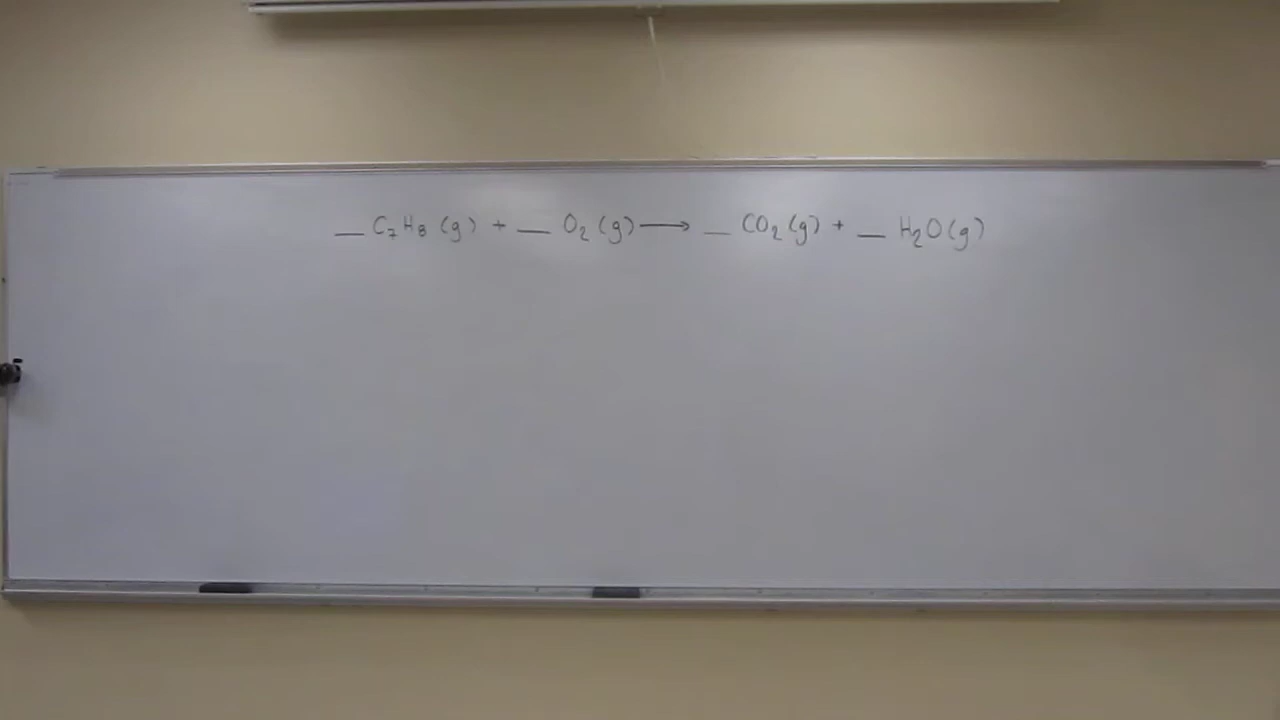 __ C₇H₈ (g) + __ O₂ (g) ⟶ __ CO₂ (g) + __ H₂O (g)